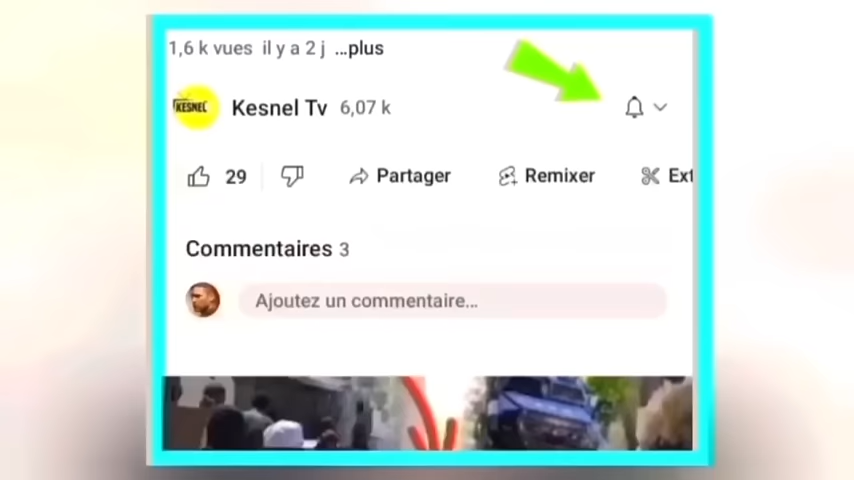 1,6 k vues il y a 2 j ...plus
KESNEL
Kesnel Tv 6,07 k
29 Partager Remixer Ext
Commentaires 3
Ajoutez un commentaire...